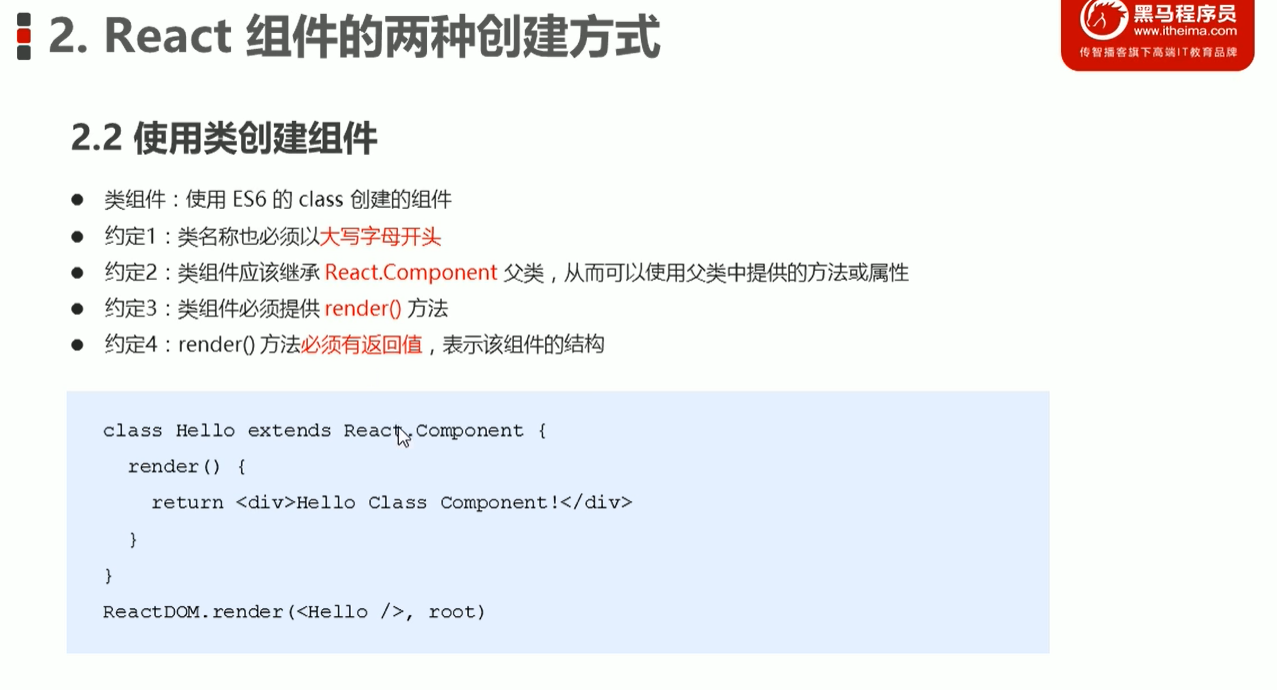 2. React 组件的两种创建方式
黑马程序员
www.itheima.com
传智播客旗下高端IT教育品牌
2.2 使用类创建组件
● 类组件：使用 ES6 的 class 创建的组件
● 约定1：类名称也必须以大写字母开头
● 约定2：类组件应该继承 React.Component 父类，从而可以使用父类中提供的方法或属性
● 约定3：类组件必须提供 render() 方法
● 约定4：render() 方法必须有返回值，表示该组件的结构
class Hello extends React.Component {
  render() {
    return <div>Hello Class Component!</div>
  }
}
ReactDOM.render(<Hello />, root)